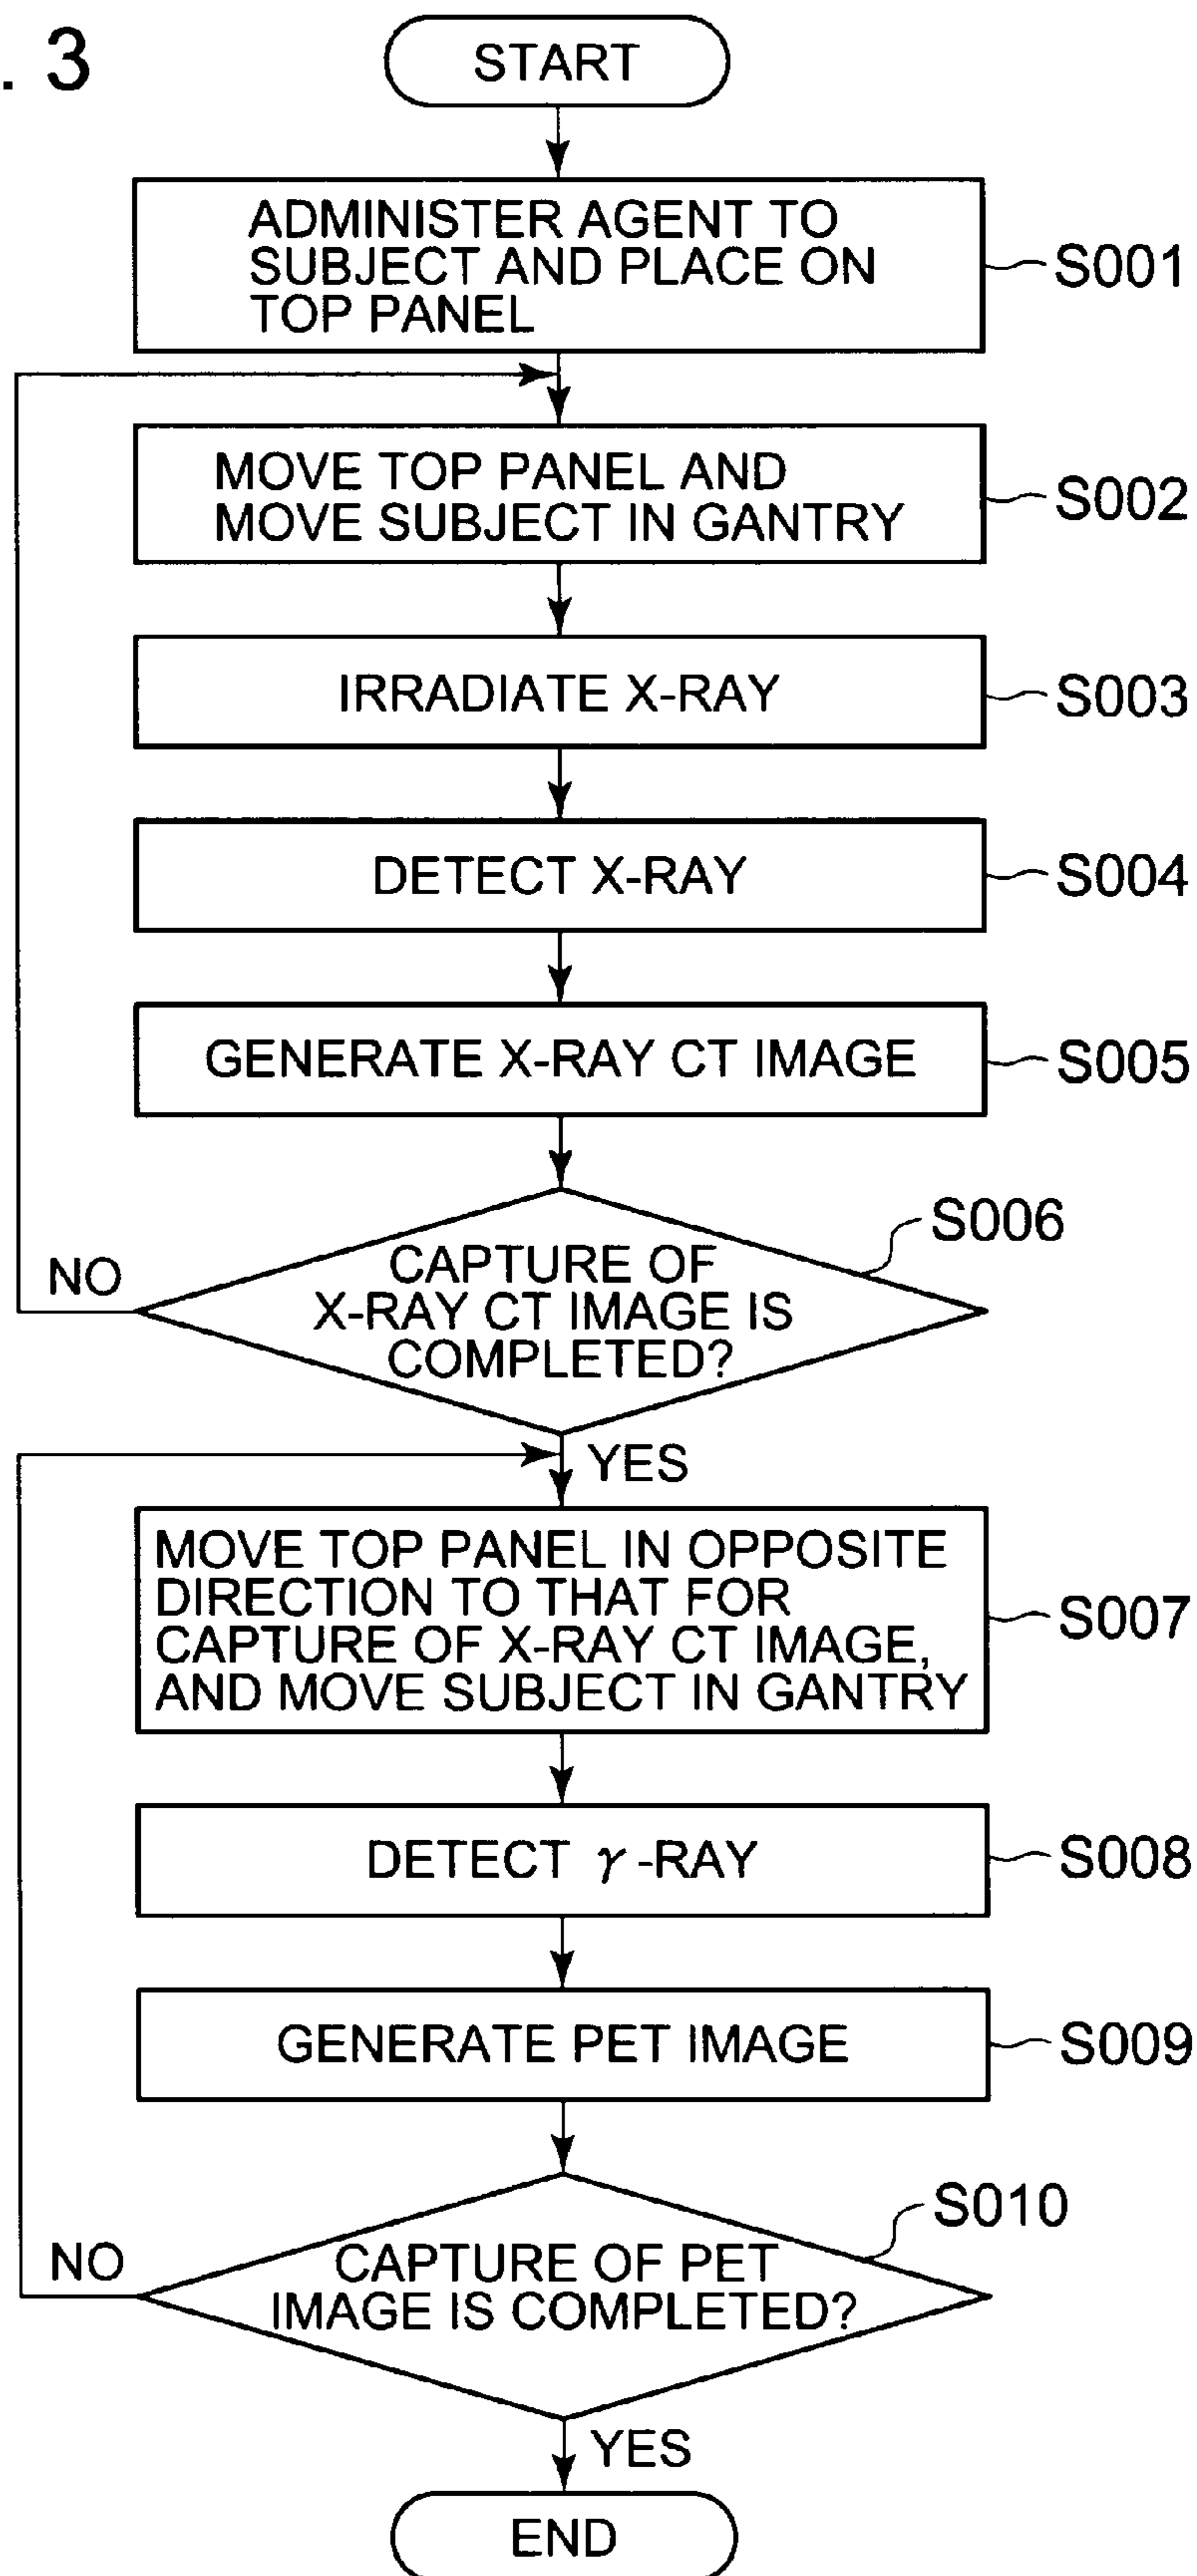 . 3
START
ADMINISTER AGENT TO
SUBJECT AND PLACE ON
TOP PANEL
S001
MOVE TOP PANEL AND
MOVE SUBJECT IN GANTRY
S002
IRRADIATE X-RAY
S003
DETECT X-RAY
S004
GENERATE X-RAY CT IMAGE
S005
S006
CAPTURE OF
X-RAY CT IMAGE IS
COMPLETED?
NO
YES
MOVE TOP PANEL IN OPPOSITE
DIRECTION TO THAT FOR
CAPTURE OF X-RAY CT IMAGE,
AND MOVE SUBJECT IN GANTRY
S007
DETECT γ-RAY
S008
GENERATE PET IMAGE
S009
S010
CAPTURE OF PET
IMAGE IS COMPLETED?
NO
YES
END